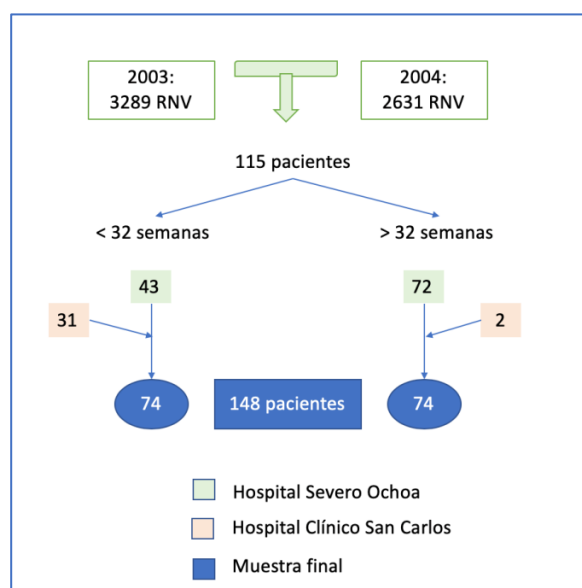 2003:
3289 RNV
2004:
2631 RNV
115 pacientes
< 32 semanas
> 32 semanas
43
72
31
2
74
148 pacientes
74
Hospital Severo Ochoa
Hospital Clínico San Carlos
Muestra final